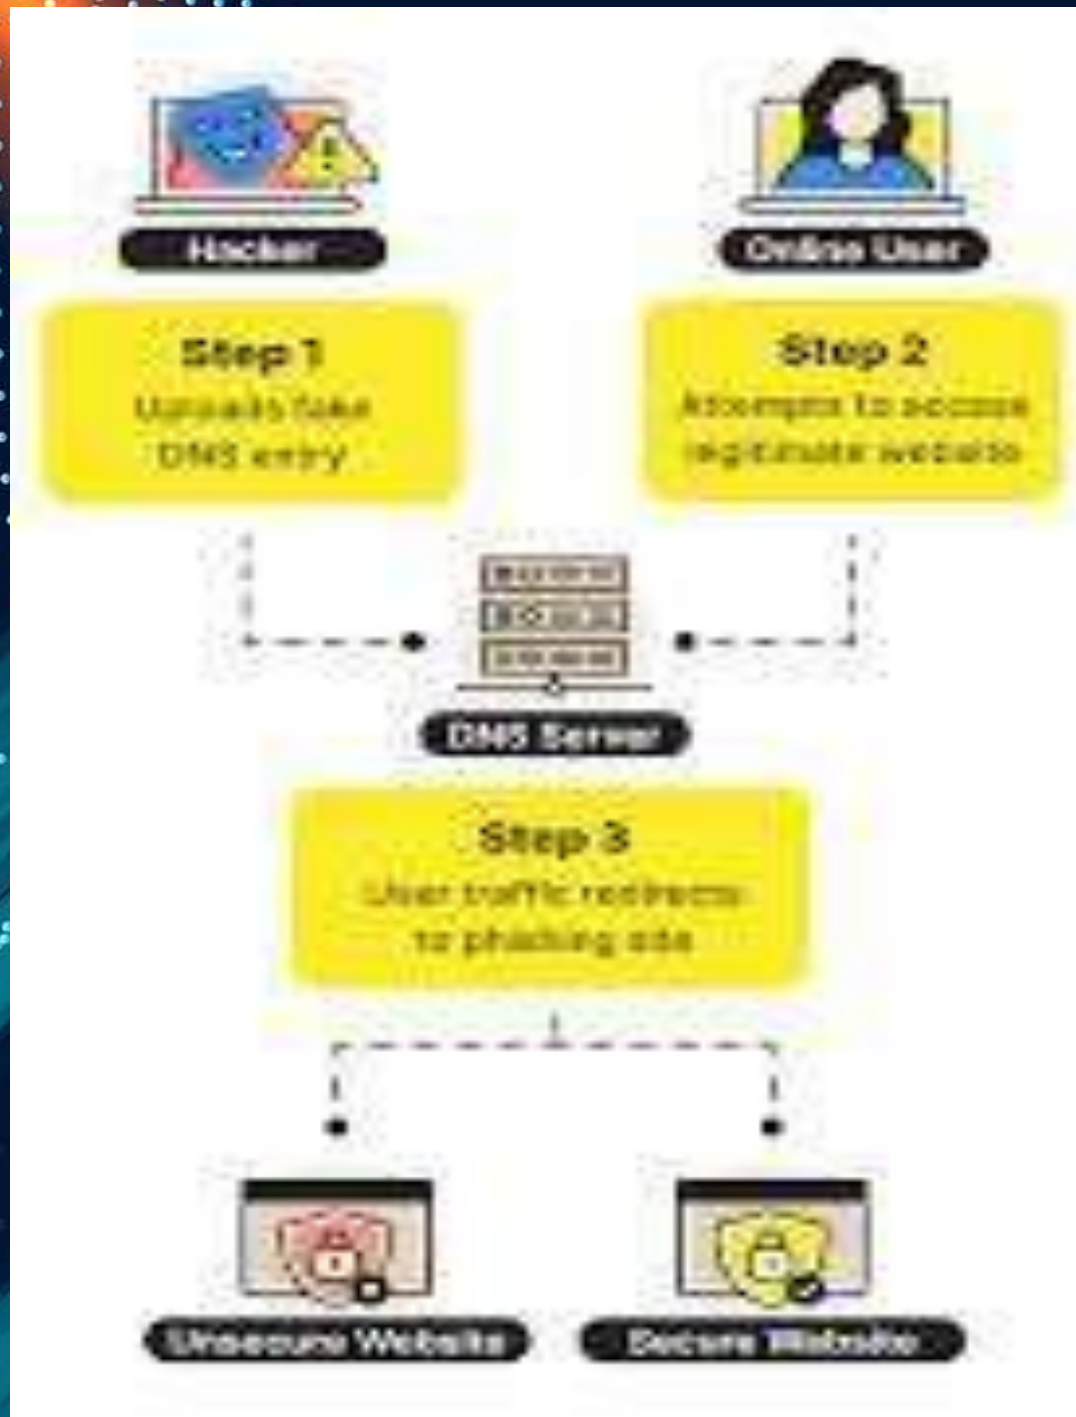 Hacker
Online User
Step 1
Uploads fake
DNS entry
Step 2
Attempts to access
legitimate website
DNS Server
Step 3
User traffic redirects
to phishing site
Unsecure Website
Secure Website